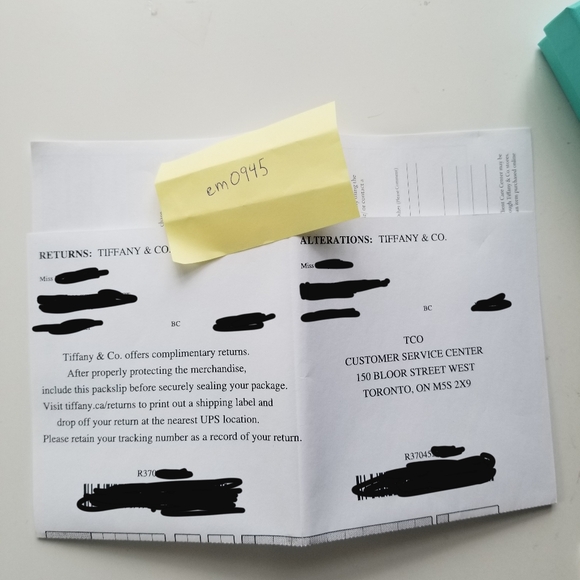 em0945
RETURNS: TIFFANY & CO.
Miss
BC
Tiffany & Co. offers complimentary returns.
After properly protecting the merchandise,
include this packslip before securely sealing your package.
Visit tiffany.ca/returns to print out a shipping label and
drop off your return at the nearest UPS location.
Please retain your tracking number as a record of your return.
R370
ALTERATIONS: TIFFANY & CO.
Miss
BC
TCO
CUSTOMER SERVICE CENTER
150 BLOOR STREET WEST
TORONTO, ON M5S 2X9
R37045